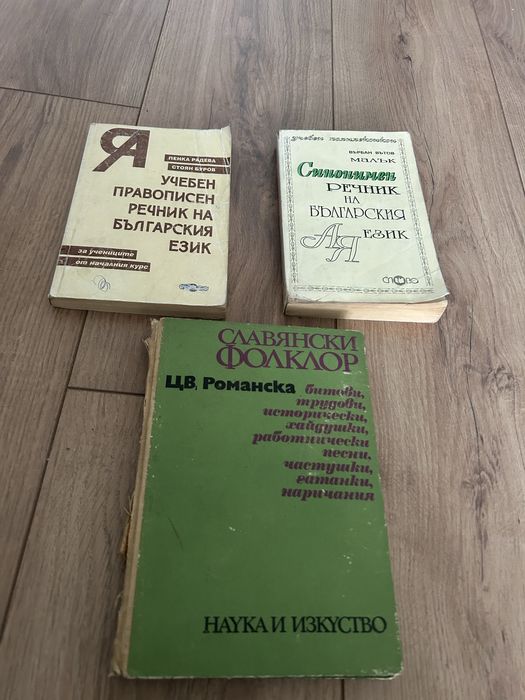 ЯА
ПЕНКА РАДЕВА
СТОЯН БУРОВ
УЧЕБЕН
ПРАВОПИСЕН
РЕЧНИК НА
БЪЛГАРСКИЯ
ЕЗИК
за учениците
от началния курс
ВЪРБАН ВЪТОВ
МАЛЪК
Синонимен
РЕЧНИК
НА
БЪЛГАРСКИЯ
ЕЗИК
АЯ
СЛОВО
СЛАВЯНСКИ
ФОЛКЛОР
ЦВ. Романска
битови,
трудови,
исторически,
хайдушки,
работнически
песни,
частушки,
гатанки,
наричания
НАУКА И ИЗКУСТВО